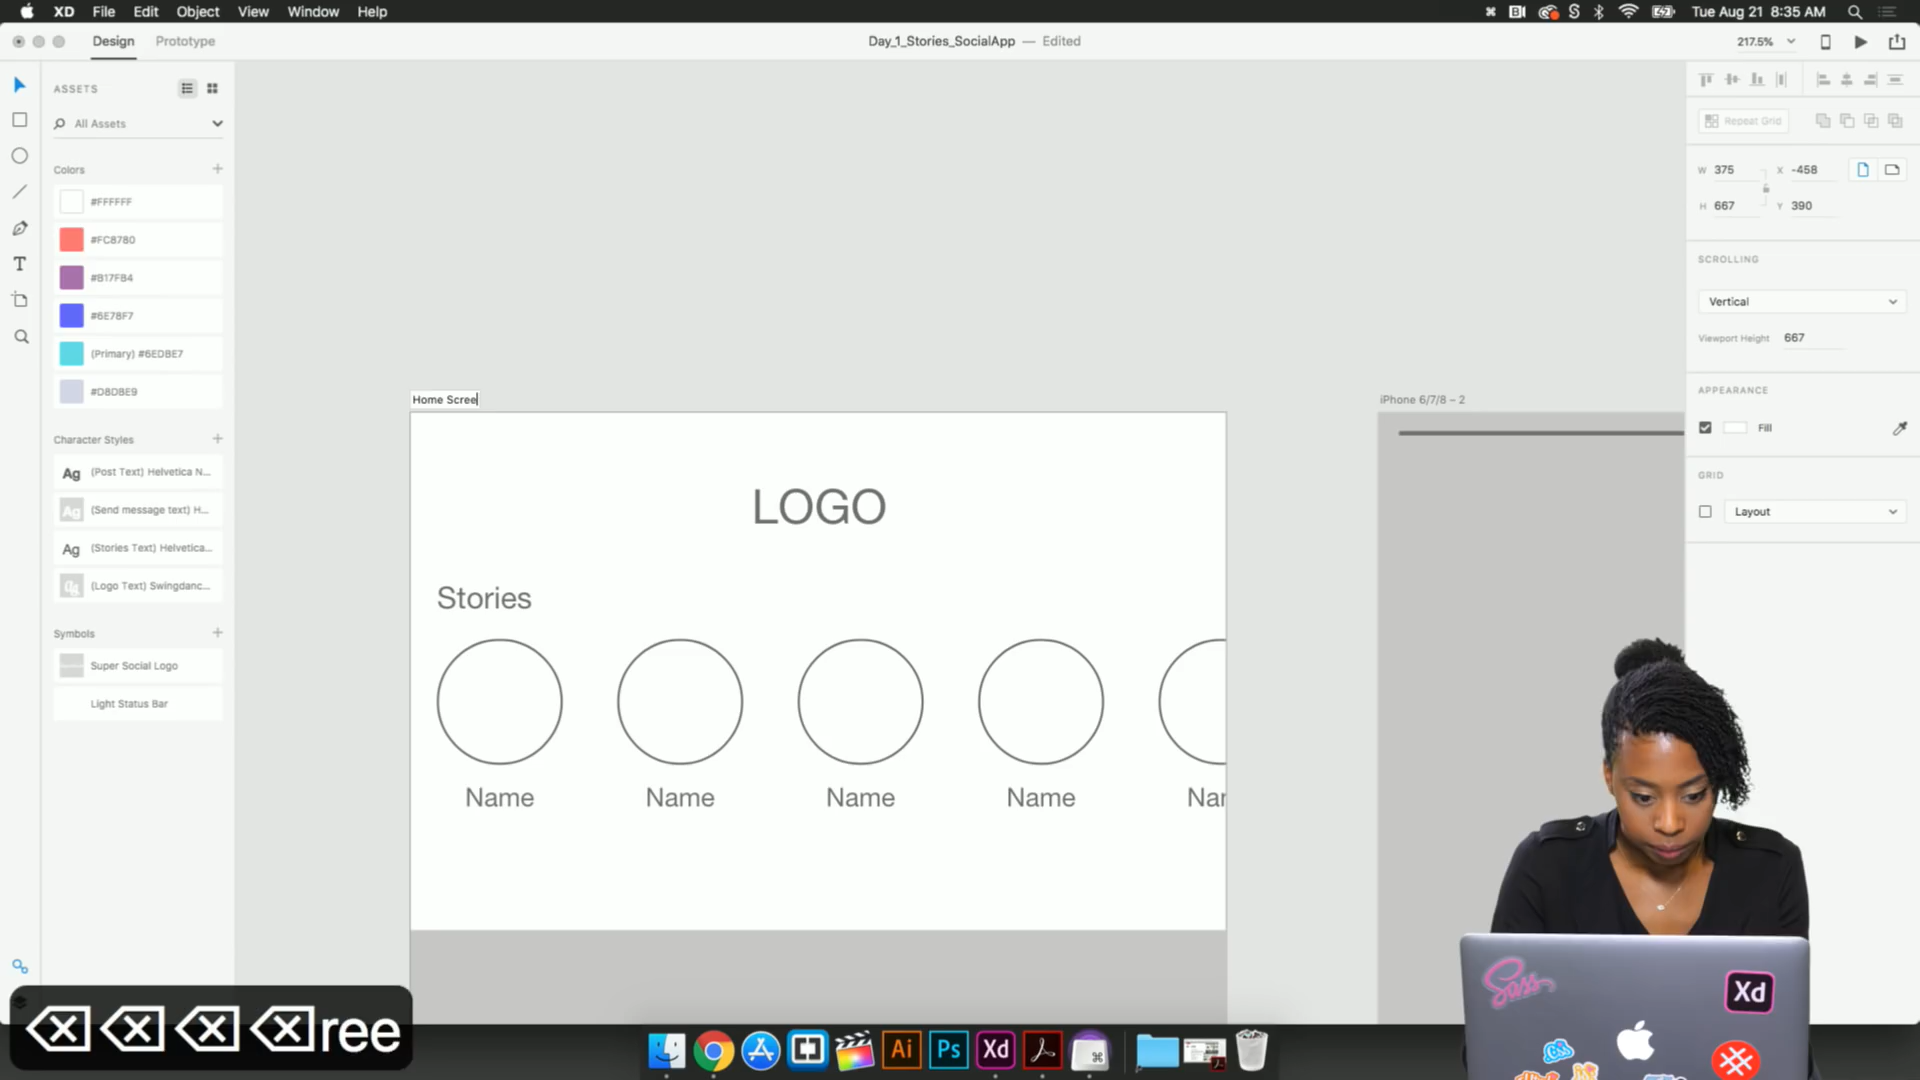 XD File Edit Object View Window Help
Tue Aug 21 8:35 AM
Design Prototype
Day_1_Stories_SocialApp — Edited
217.5%
ASSETS
All Assets
Colors
#FFFFFF
#FC8780
#B17FB4
#6E78F7
(Primary) #6EDBE7
#D8DBE9
Character Styles
Ag (Post Text) Helvetica N...
Ag (Send message text) H...
Ag (Stories Text) Helvetica...
Ag (Logo Text) Swingdanc...
Symbols
Super Social Logo
Light Status Bar
Home Scree
iPhone 6/7/8 – 2
LOGO
Stories
Name Name Name Name Nar
Repeat Grid
W 375 X -458
H 667 Y 390
SCROLLING
Vertical
Viewport Height 667
APPEARANCE
Fill
GRID
Layout
ree
Ai Ps Xd
Sass
Xd